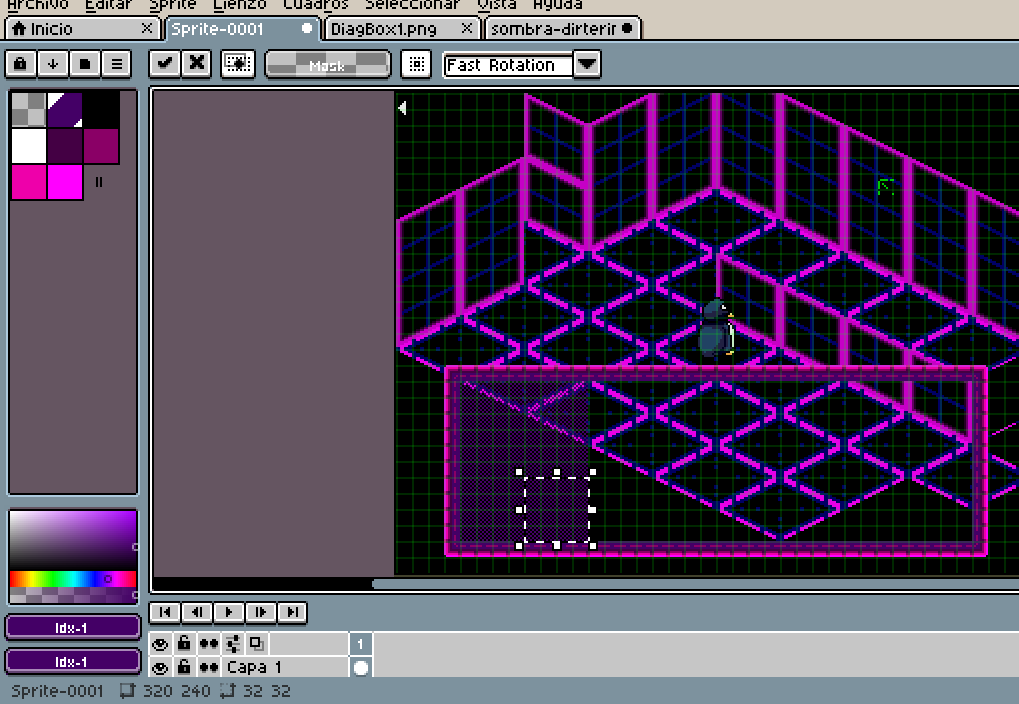 Archivo Editar Sprite Lienzo Cuadros Seleccionar Vista Ayuda
Inicio
Sprite-0001
DiagBox1.png
sombra-dirterir
Mask
Fast Rotation
Idx-1
Idx-1
1
Capa 1
Sprite-0001 320 240 32 32